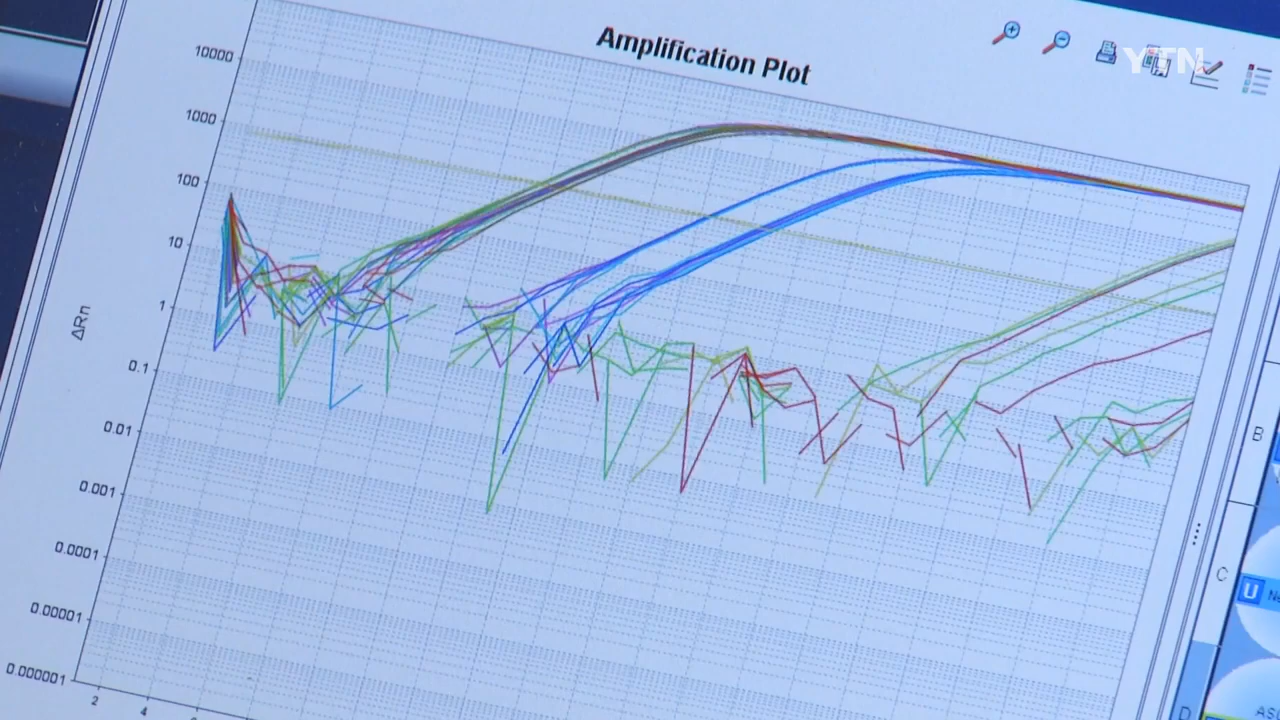 Amplification Plot
YTN
10000
1000
100
10
1
0.1
0.01
0.001
0.0001
0.00001
0.000001
ΔRn
2
4
B
C
D
U